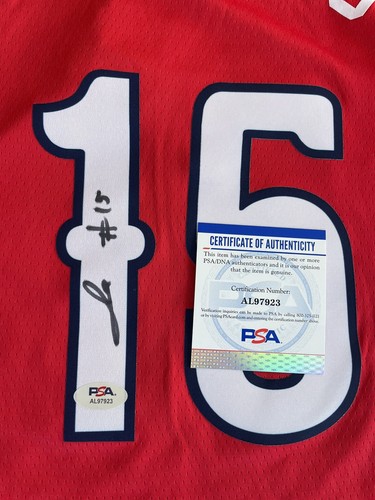 15
#15
CERTIFICATE OF AUTHENTICITY
This item has been examined by one or more
PSA/DNA authenticators and it is our opinion
that the item is genuine.
Certification Number:
AL97923
PSA
PSA
AL97923